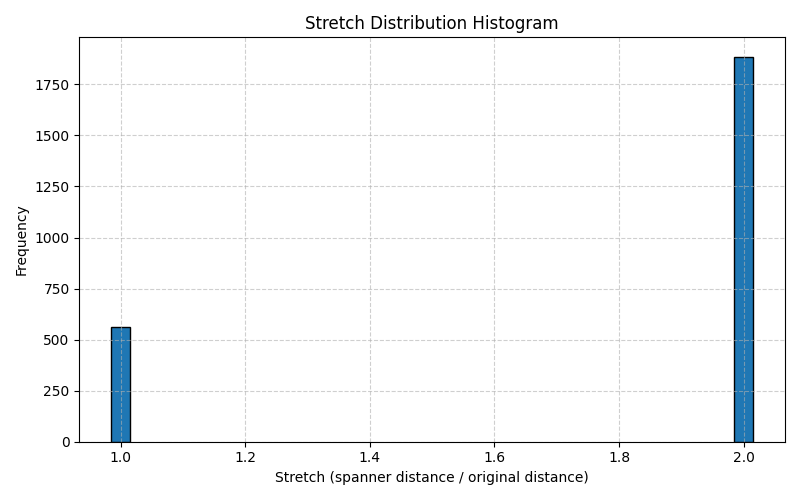 Stretch Distribution Histogram
Frequency
1750
1500
1250
1000
750
500
250
0
1.0 1.2 1.4 1.6 1.8 2.0
Stretch (spanner distance / original distance)